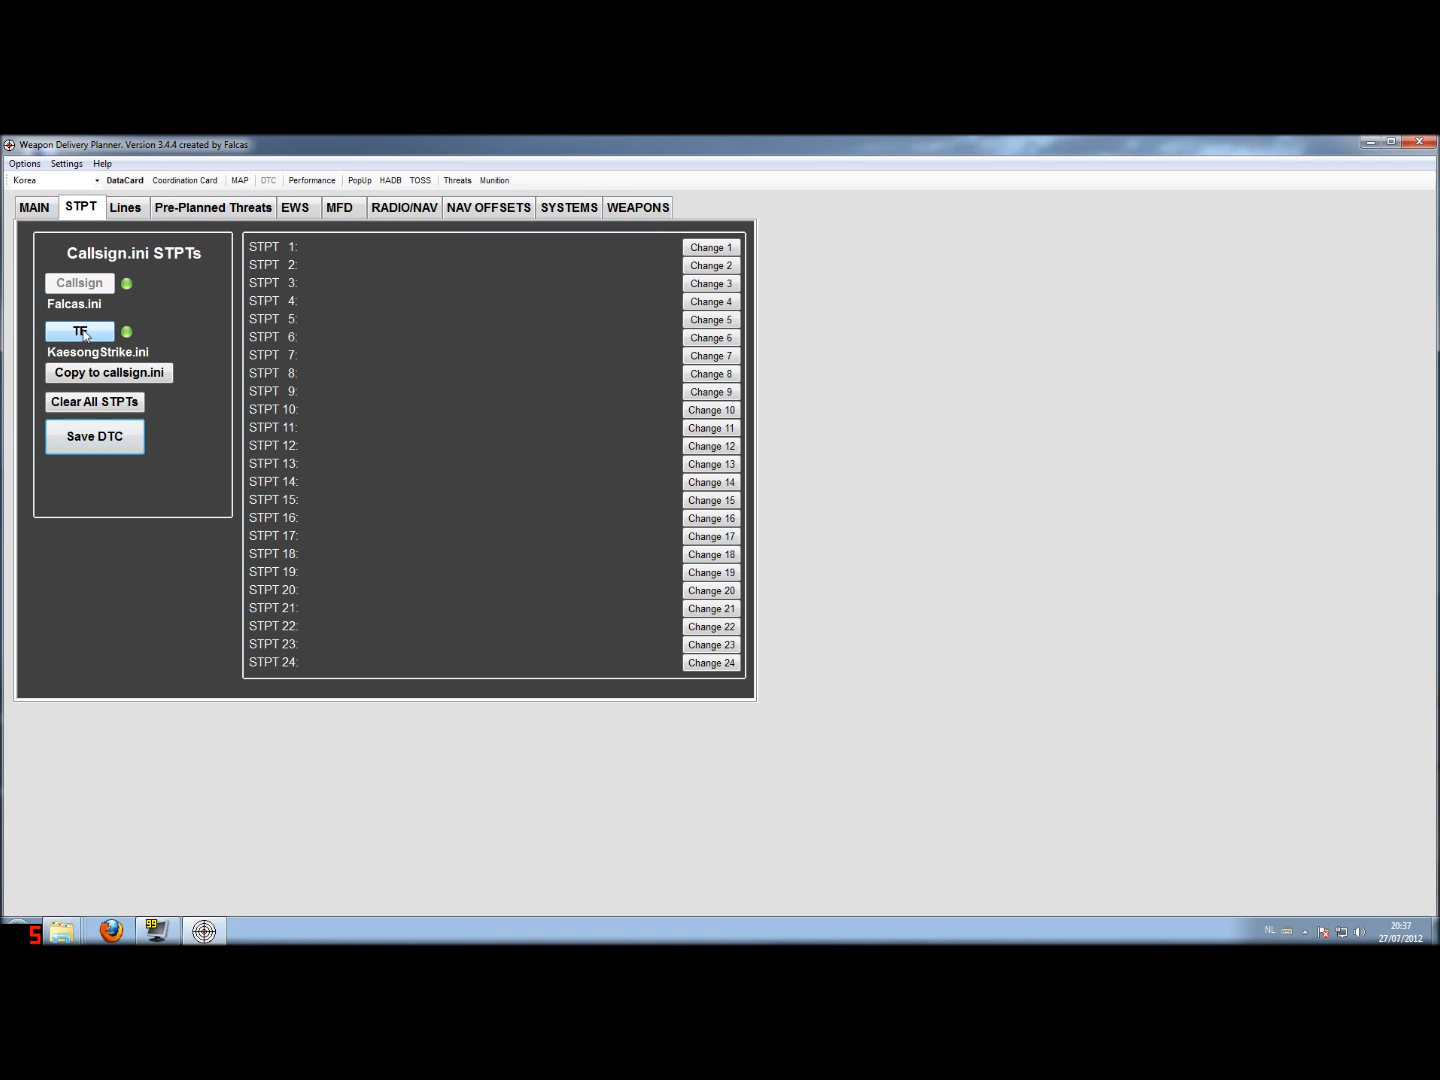 Weapon Delivery Planner. Version 3.4.4 created by Falcas
Options Settings Help
Korea DataCard Coordination Card MAP DTC Performance PopUp HADB TOSS Threats Munition
MAIN STPT Lines Pre-Planned Threats EWS MFD RADIO/NAV NAV OFFSETS SYSTEMS WEAPONS
Callsign.ini STPTs
Callsign
Falcas.ini
TE
KaesongStrike.ini
Copy to callsign.ini
Clear All STPTs
Save DTC
STPT 1: Change 1
STPT 2: Change 2
STPT 3: Change 3
STPT 4: Change 4
STPT 5: Change 5
STPT 6: Change 6
STPT 7: Change 7
STPT 8: Change 8
STPT 9: Change 9
STPT 10: Change 10
STPT 11: Change 11
STPT 12: Change 12
STPT 13: Change 13
STPT 14: Change 14
STPT 15: Change 15
STPT 16: Change 16
STPT 17: Change 17
STPT 18: Change 18
STPT 19: Change 19
STPT 20: Change 20
STPT 21: Change 21
STPT 22: Change 22
STPT 23: Change 23
STPT 24: Change 24
5
99
NL
20:37
27/07/2012